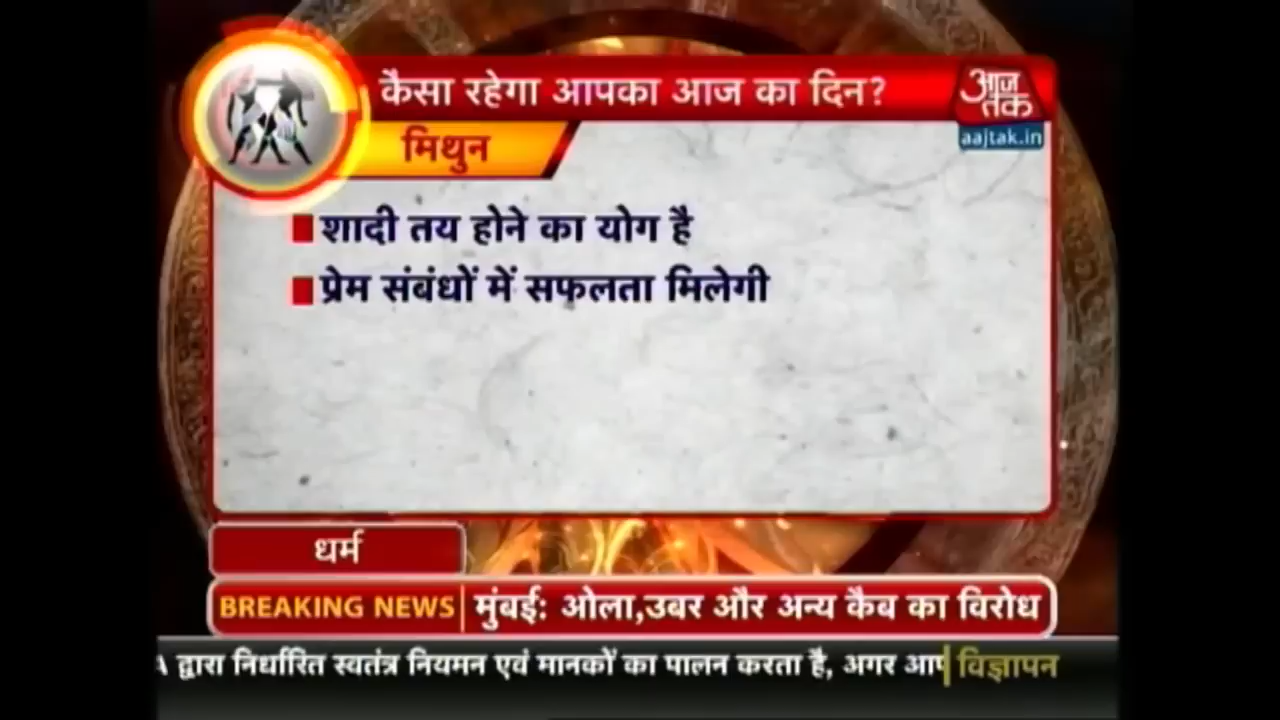 कैसा रहेगा आपका आज का दिन?
आज
तक
aajtak.in
मिथुन
शादी तय होने का योग है
प्रेम संबंधों में सफलता मिलेगी
धर्म
BREAKING NEWS मुंबई: ओला,उबर और अन्य कैब का विरोध
द्वारा निर्धारित स्वतंत्र नियमन एवं मानकों का पालन करता है, अगर आप विज्ञापन